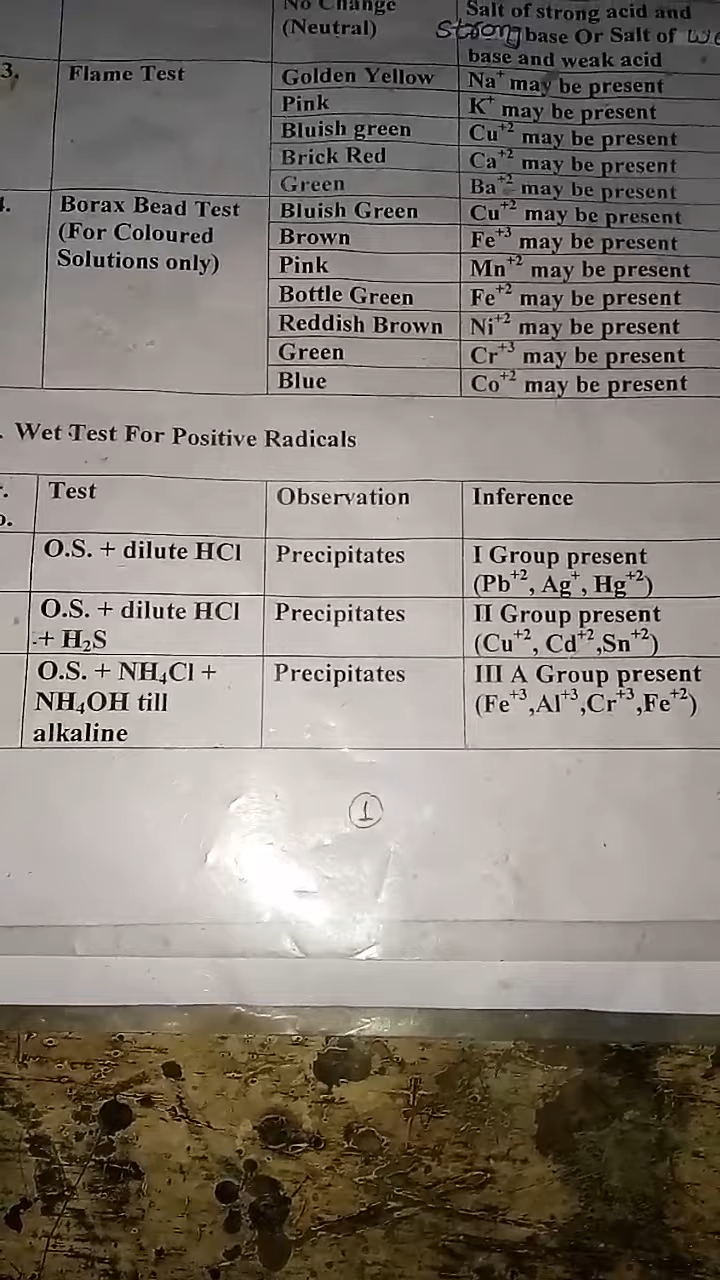 No Change
(Neutral)
Salt of strong acid and
strong base Or Salt of
base and weak acid
3.
Flame Test
Golden Yellow
Na⁺ may be present
Pink
K⁺ may be present
Bluish green
Cu⁺² may be present
Brick Red
Ca⁺² may be present
Green
Ba⁺² may be present
Borax Bead Test
(For Coloured
Solutions only)
Bluish Green
Cu⁺² may be present
Brown
Fe⁺³ may be present
Pink
Mn⁺² may be present
Bottle Green
Fe⁺² may be present
Reddish Brown
Ni⁺² may be present
Green
Cr⁺³ may be present
Blue
Co⁺² may be present
Wet Test For Positive Radicals
Test
Observation
Inference
O.S. + dilute HCl
Precipitates
I Group present
(Pb⁺², Ag⁺, Hg⁺²)
O.S. + dilute HCl
+ H₂S
Precipitates
II Group present
(Cu⁺², Cd⁺²,Sn⁺²)
O.S. + NH₄Cl +
NH₄OH till
alkaline
Precipitates
III A Group present
(Fe⁺³,Al⁺³,Cr⁺³,Fe⁺²)
1